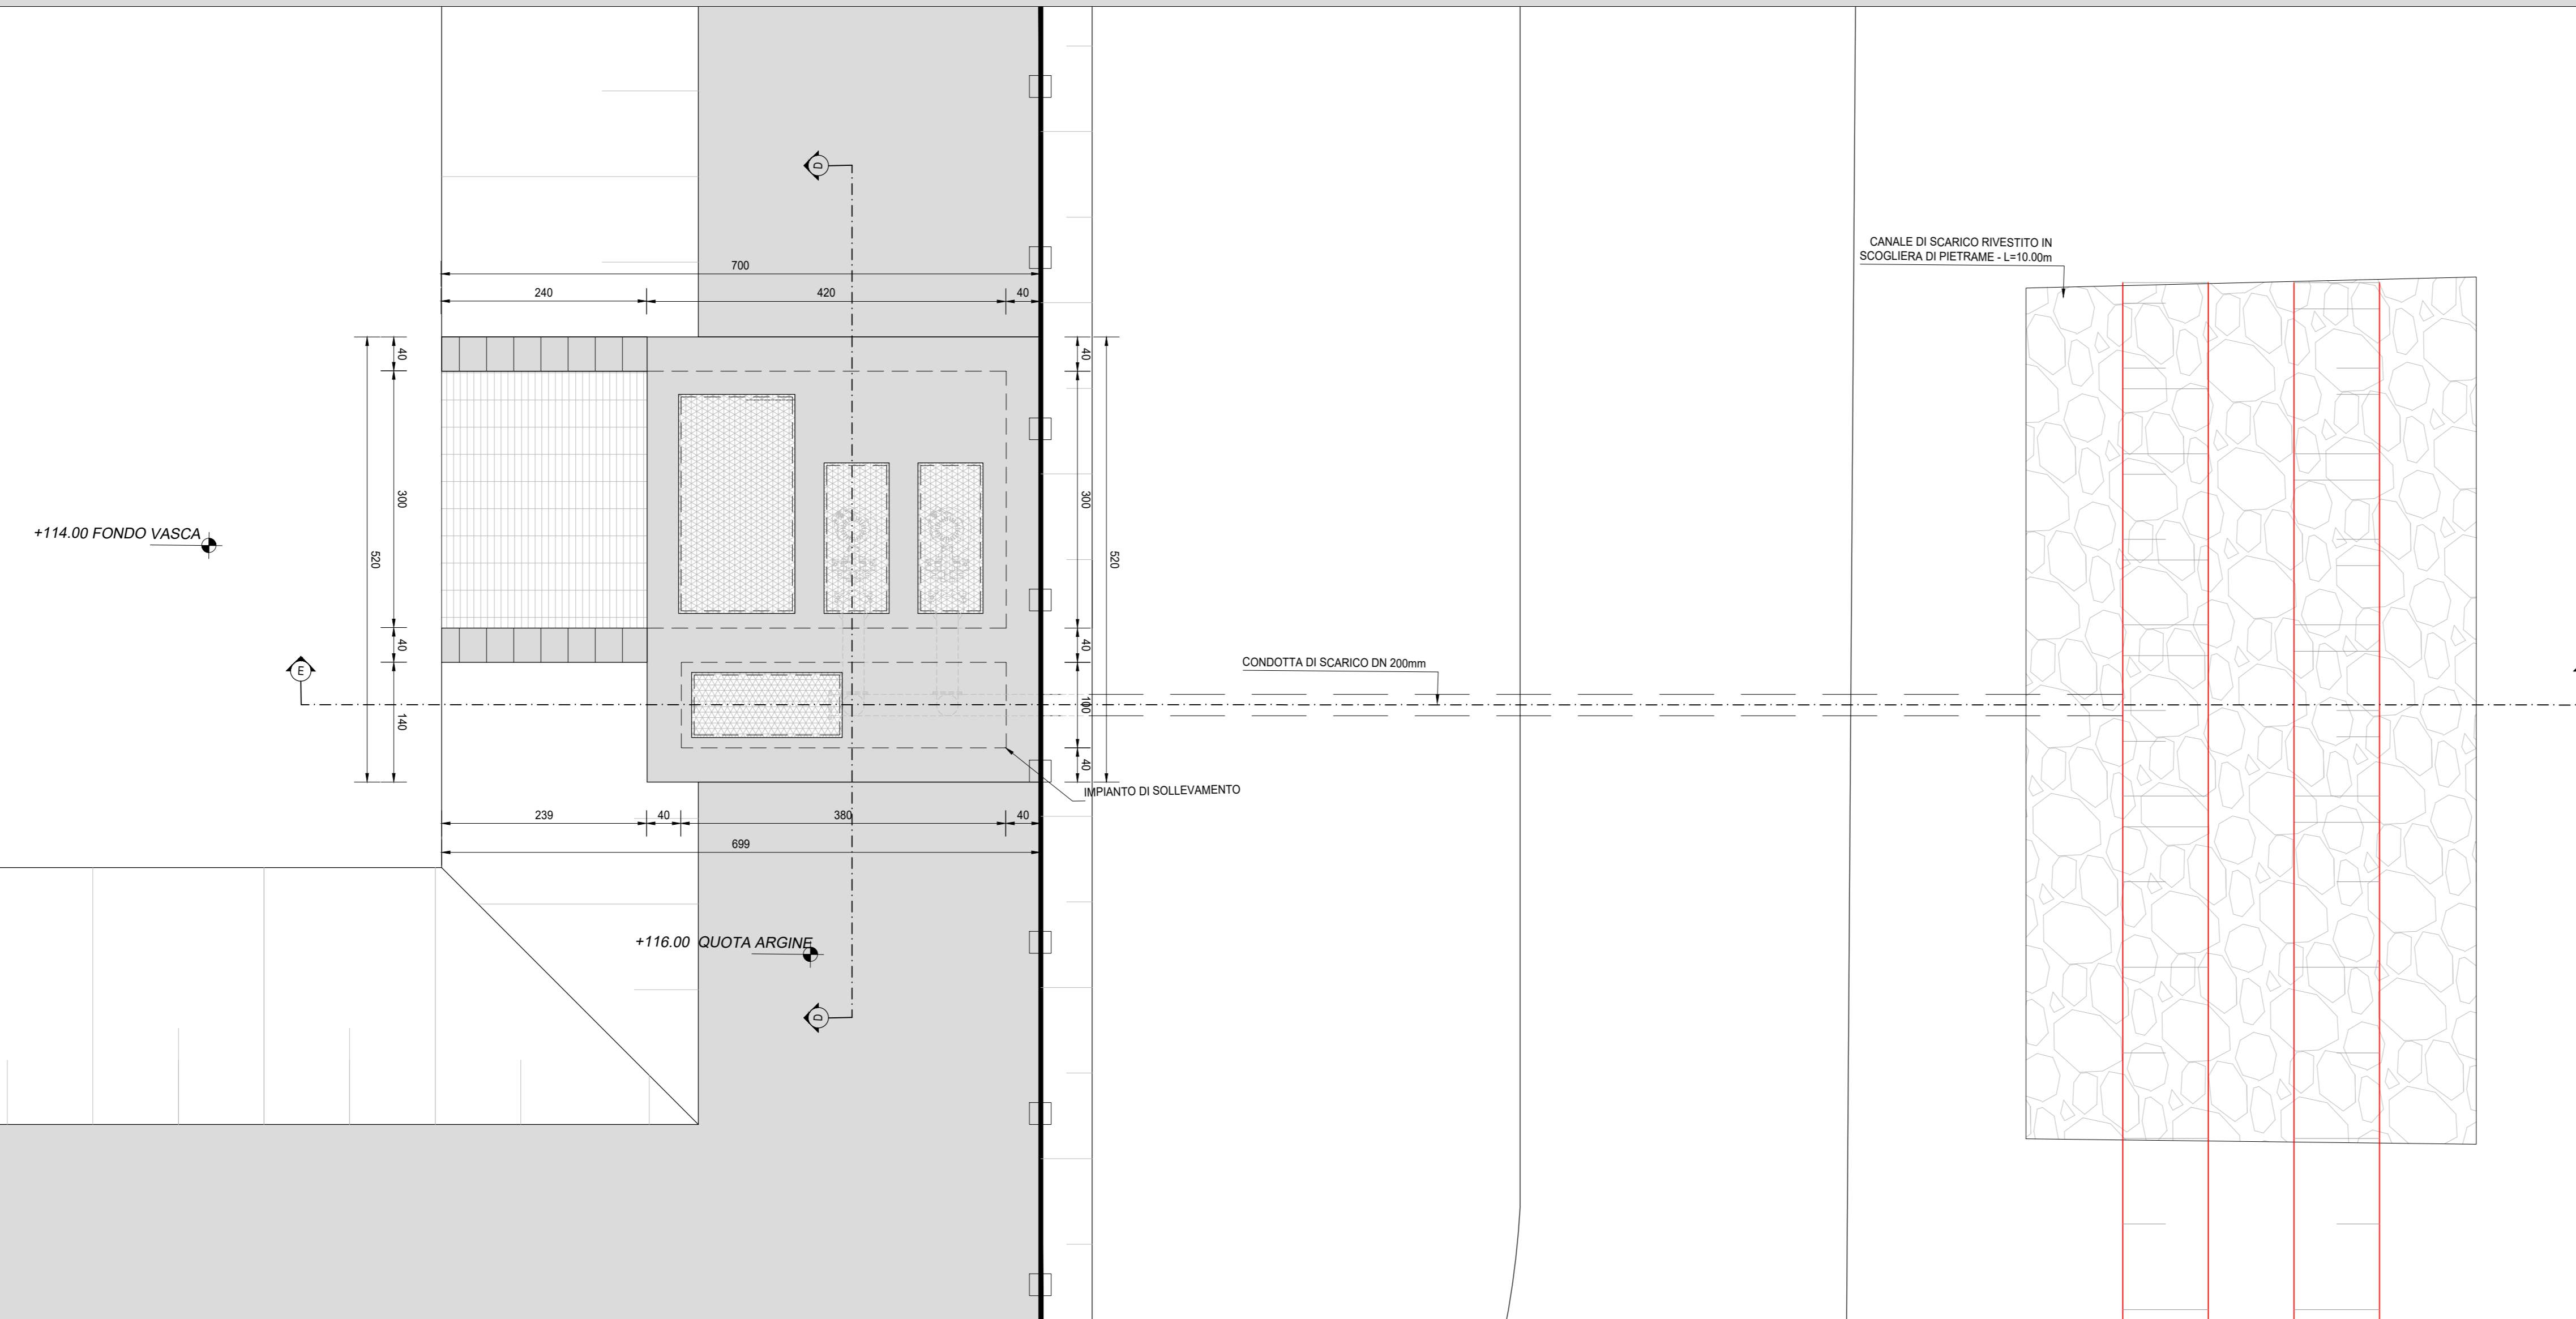 D
CANALE DI SCARICO RIVESTITO IN
SCOGLIERA DI PIETRAME - L=10.00m
700
240
420
40
40
40
300
300
520
520
+114.00 FONDO VASCA
40
40
E
CONDOTTA DI SCARICO DN 200mm
140
100
40
IMPIANTO DI SOLLEVAMENTO
239
40
380
40
699
+116.00 QUOTA ARGINE
D